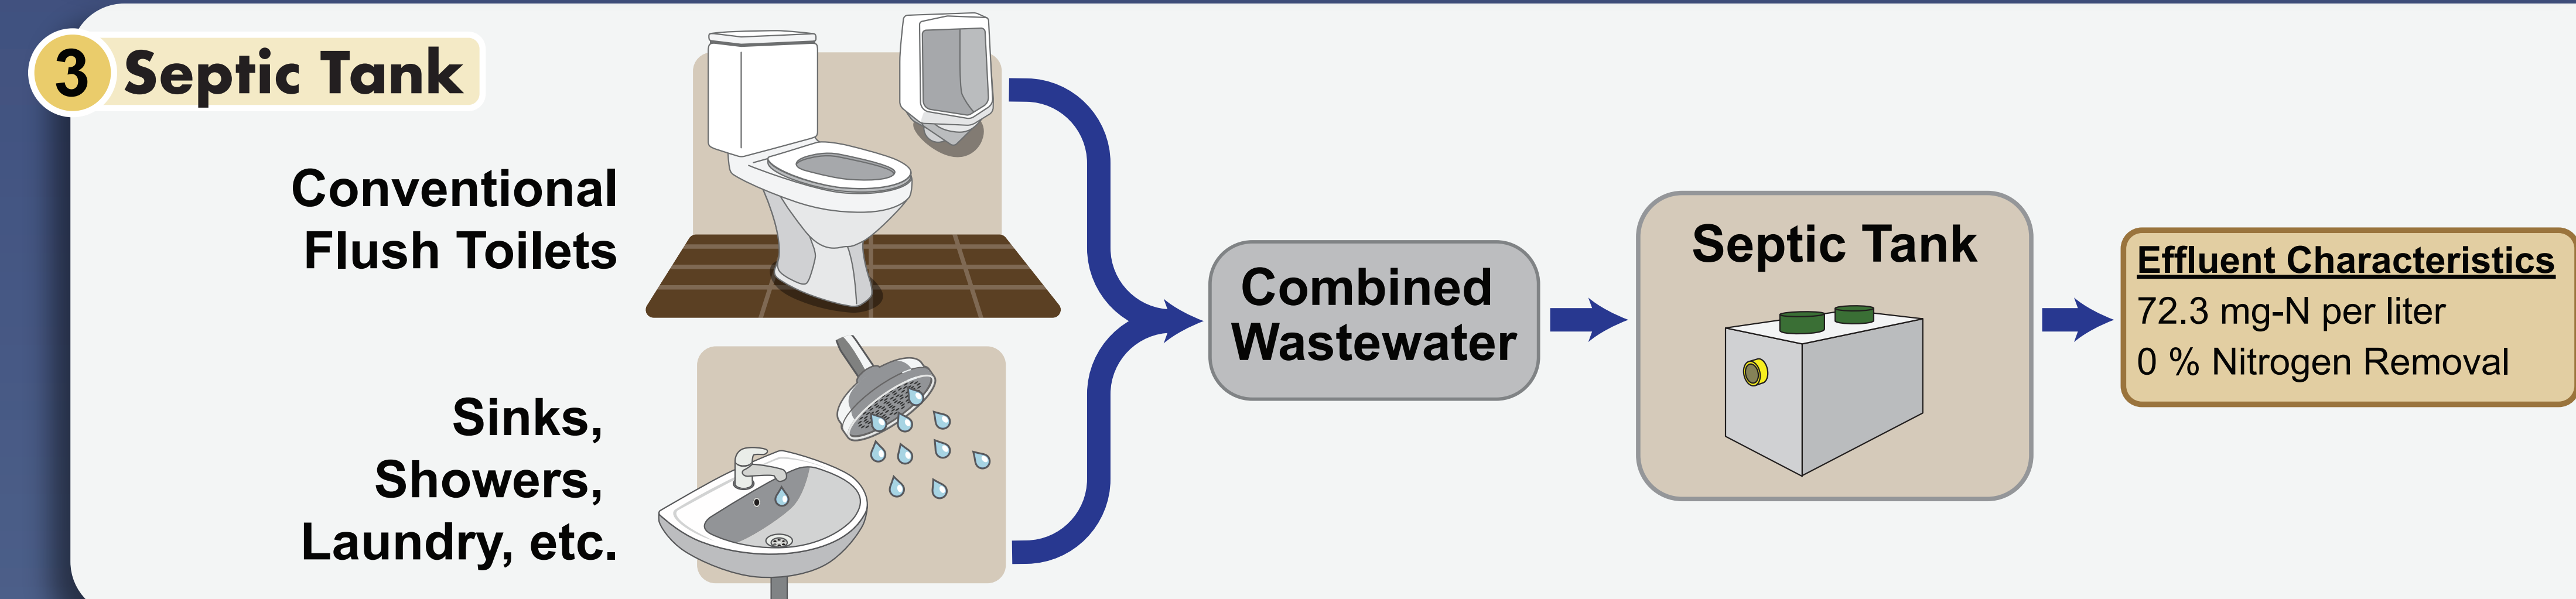 3 Septic Tank
Conventional
Flush Toilets
Sinks,
Showers,
Laundry, etc.
Combined
Wastewater
Septic Tank
Effluent Characteristics
72.3 mg-N per liter
0 % Nitrogen Removal